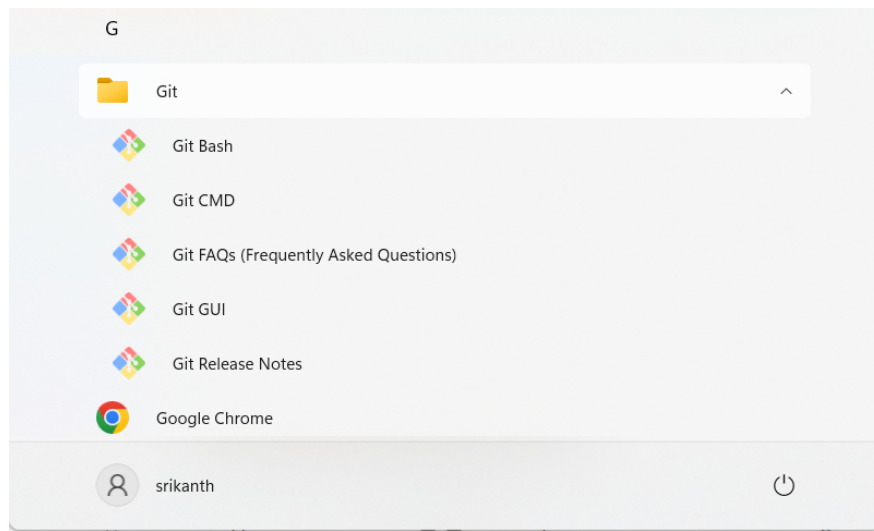 G
Git
Git Bash
Git CMD
Git FAQs (Frequently Asked Questions)
Git GUI
Git Release Notes
Google Chrome
srikanth